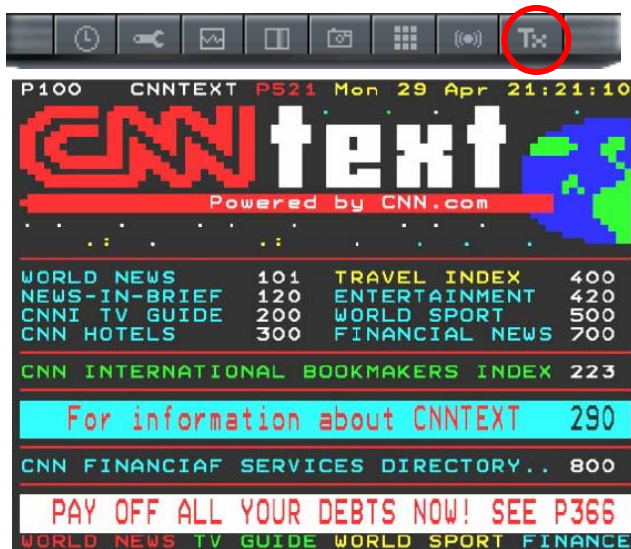 Tx
P100 CNNTEXT P521 Mon 29 Apr 21:21:10
CNN text
Powered by CNN.com
WORLD NEWS 101 TRAVEL INDEX 400
NEWS-IN-BRIEF 120 ENTERTAINMENT 420
CNNI TV GUIDE 200 WORLD SPORT 500
CNN HOTELS 300 FINANCIAL NEWS 700
CNN INTERNATIONAL BOOKMAKERS INDEX 223
For information about CNNTEXT 290
CNN FINANCIAF SERVICES DIRECTORY.. 800
PAY OFF ALL YOUR DEBTS NOW! SEE P366
WORLD NEWS TV GUIDE WORLD SPORT FINANCE